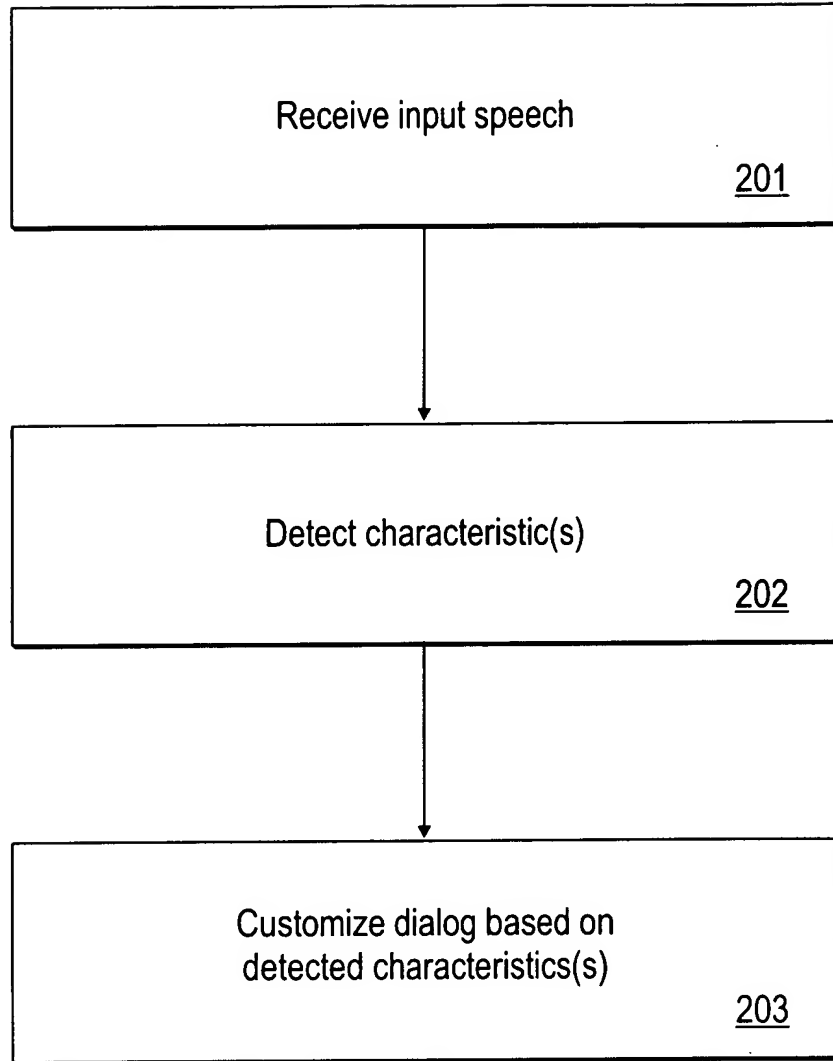 Receive input speech
201
Detect characteristic(s)
202
Customize dialog based on
detected characteristics(s)
203